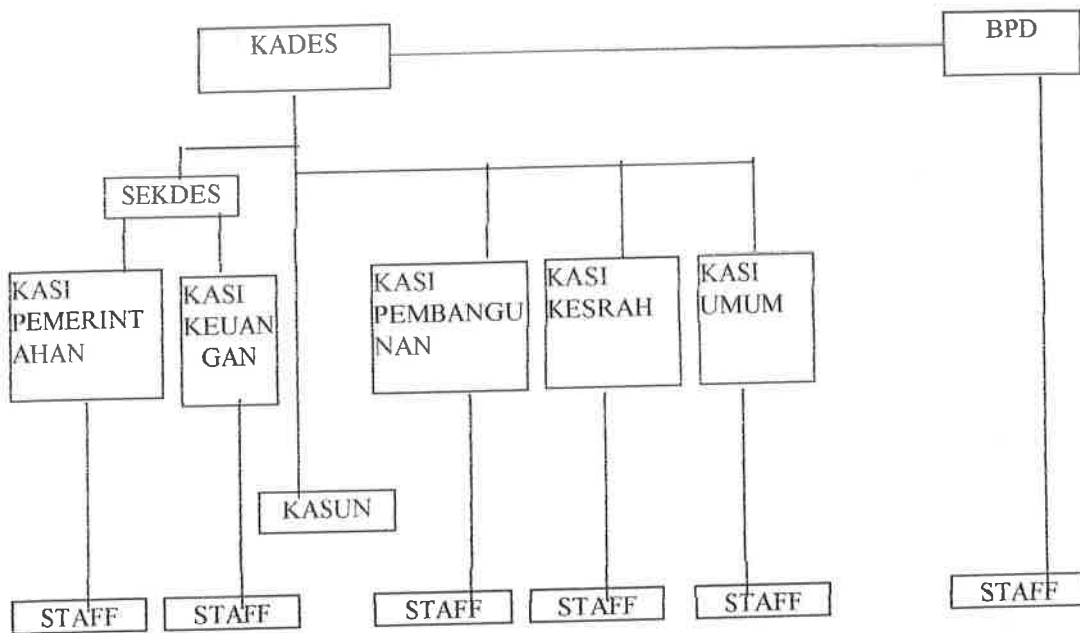 KADES
BPD
SEKDES
KASI
PEMERINT
AHAN
KASI
KEUAN
GAN
KASI
PEMBANGU
NAN
KASI
KESRAH
KASI
UMUM
KASUN
STAFF
STAFF
STAFF
STAFF
STAFF
STAFF